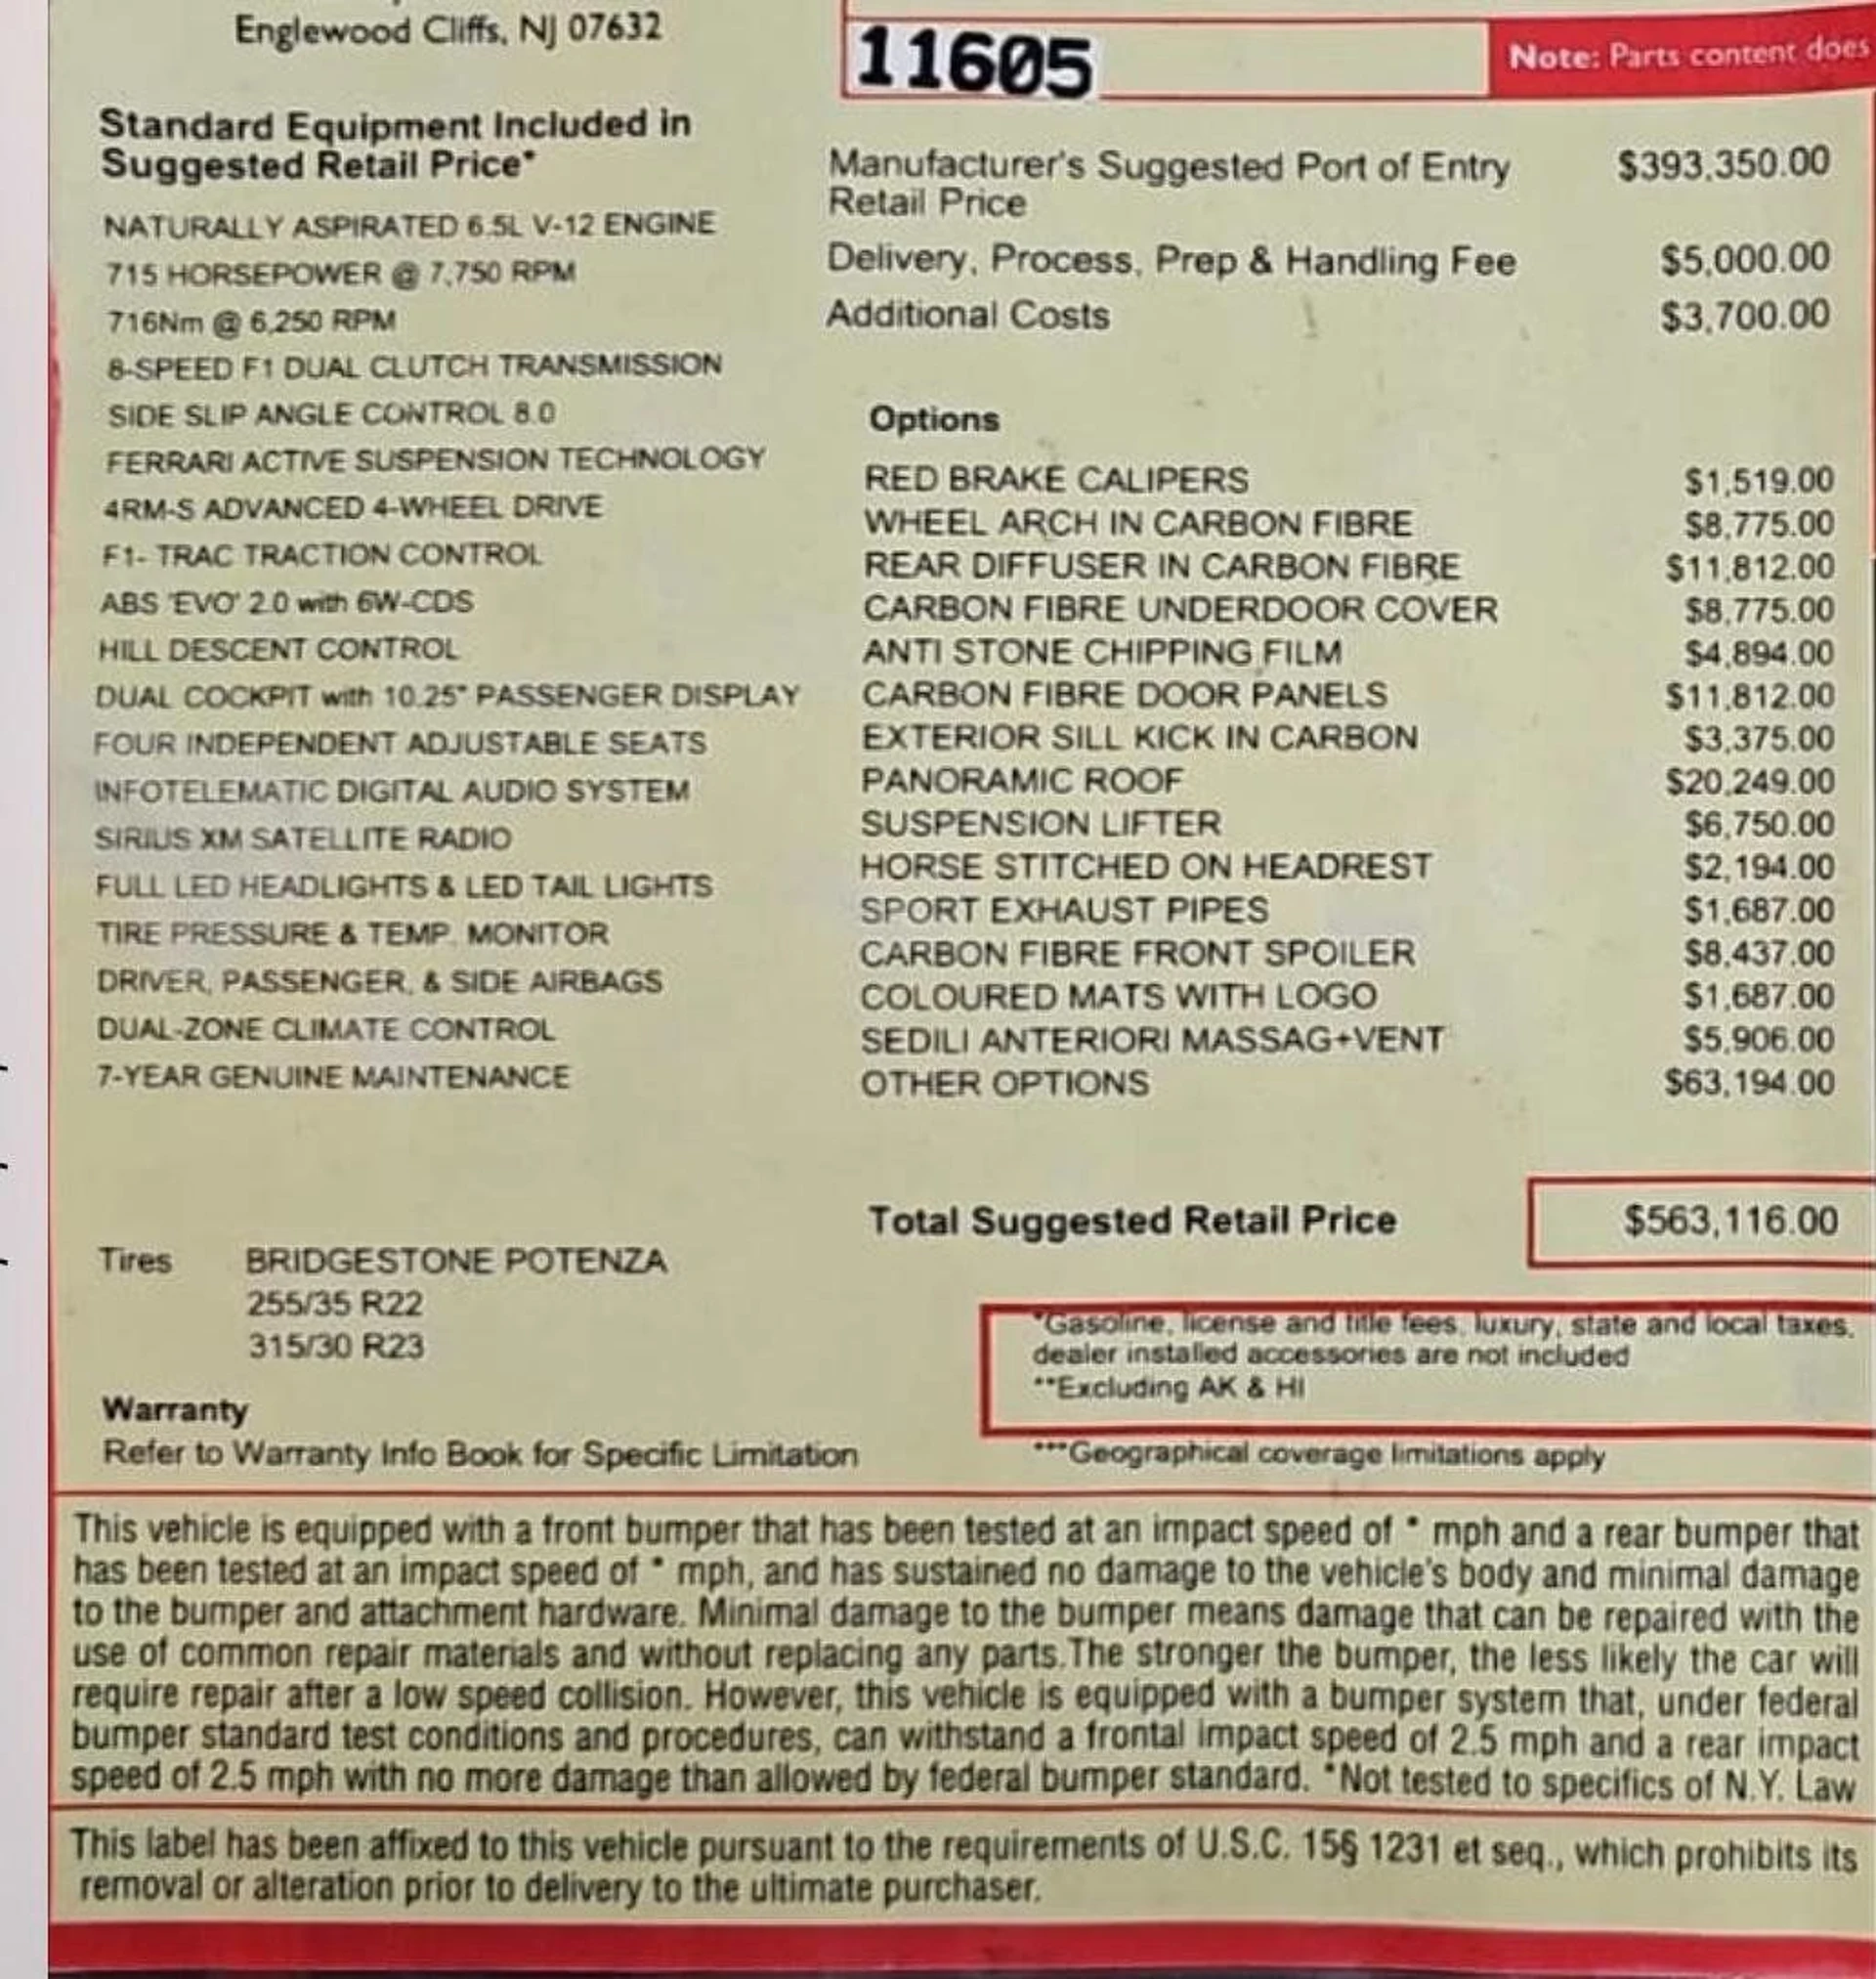 Englewood Cliffs, NJ 07632
11605
Note: Parts content does
Standard Equipment Included in
Suggested Retail Price*
NATURALLY ASPIRATED 6.5L V-12 ENGINE
715 HORSEPOWER @ 7,750 RPM
716Nm @ 6,250 RPM
8-SPEED F1 DUAL CLUTCH TRANSMISSION
SIDE SLIP ANGLE CONTROL 8.0
FERRARI ACTIVE SUSPENSION TECHNOLOGY
4RM-S ADVANCED 4-WHEEL DRIVE
F1- TRAC TRACTION CONTROL
ABS 'EVO' 2.0 with 6W-CDS
HILL DESCENT CONTROL
DUAL COCKPIT with 10.25" PASSENGER DISPLAY
FOUR INDEPENDENT ADJUSTABLE SEATS
INFOTELEMATIC DIGITAL AUDIO SYSTEM
SIRIUS XM SATELLITE RADIO
FULL LED HEADLIGHTS & LED TAIL LIGHTS
TIRE PRESSURE & TEMP. MONITOR
DRIVER, PASSENGER, & SIDE AIRBAGS
DUAL-ZONE CLIMATE CONTROL
7-YEAR GENUINE MAINTENANCE
Tires BRIDGESTONE POTENZA
255/35 R22
315/30 R23
Warranty
Refer to Warranty Info Book for Specific Limitation
Manufacturer's Suggested Port of Entry $393,350.00
Retail Price
Delivery, Process, Prep & Handling Fee $5,000.00
Additional Costs $3,700.00
Options
RED BRAKE CALIPERS $1,519.00
WHEEL ARCH IN CARBON FIBRE $8,775.00
REAR DIFFUSER IN CARBON FIBRE $11,812.00
CARBON FIBRE UNDERDOOR COVER $8,775.00
ANTI STONE CHIPPING FILM $4,894.00
CARBON FIBRE DOOR PANELS $11,812.00
EXTERIOR SILL KICK IN CARBON $3,375.00
PANORAMIC ROOF $20,249.00
SUSPENSION LIFTER $6,750.00
HORSE STITCHED ON HEADREST $2,194.00
SPORT EXHAUST PIPES $1,687.00
CARBON FIBRE FRONT SPOILER $8,437.00
COLOURED MATS WITH LOGO $1,687.00
SEDILI ANTERIORI MASSAG+VENT $5,906.00
OTHER OPTIONS $63,194.00
Total Suggested Retail Price $563,116.00
*Gasoline, license and title fees, luxury, state and local taxes,
dealer installed accessories are not included
**Excluding AK & HI
***Geographical coverage limitations apply
This vehicle is equipped with a front bumper that has been tested at an impact speed of * mph and a rear bumper that
has been tested at an impact speed of * mph, and has sustained no damage to the vehicle's body and minimal damage
to the bumper and attachment hardware. Minimal damage to the bumper means damage that can be repaired with the
use of common repair materials and without replacing any parts.The stronger the bumper, the less likely the car will
require repair after a low speed collision. However, this vehicle is equipped with a bumper system that, under federal
bumper standard test conditions and procedures, can withstand a frontal impact speed of 2.5 mph and a rear impact
speed of 2.5 mph with no more damage than allowed by federal bumper standard. *Not tested to specifics of N.Y. Law
This label has been affixed to this vehicle pursuant to the requirements of U.S.C. 15§ 1231 et seq., which prohibits its
removal or alteration prior to delivery to the ultimate purchaser.